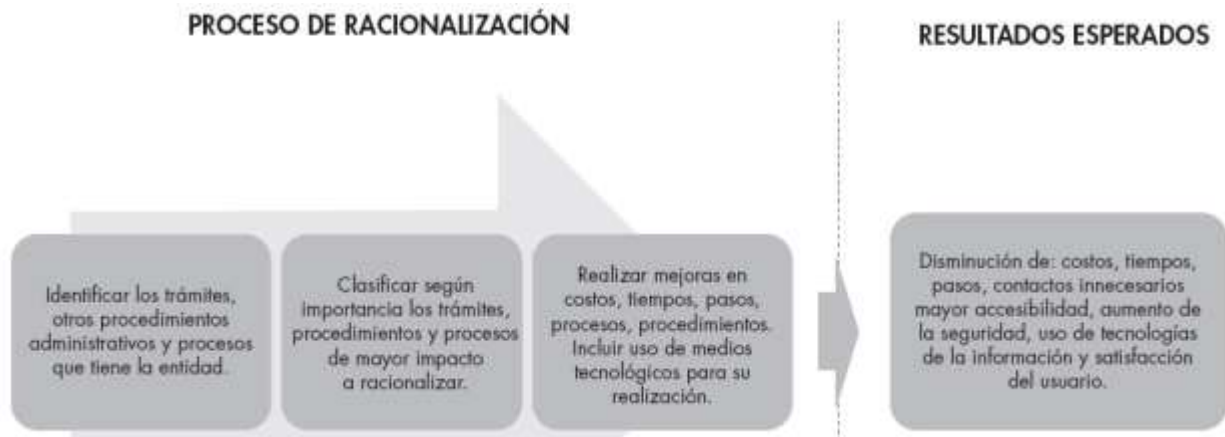 PROCESO DE RACIONALIZACIÓN
RESULTADOS ESPERADOS
Identificar los trámites,
otros procedimientos
administrativos y procesos
que tiene la entidad.
Clasificar según
importancia los trámites,
procedimientos y procesos
de mayor impacto
a racionalizar.
Realizar mejoras en
costos, tiempos, pasos,
procesos, procedimientos.
Incluir uso de medios
tecnológicos para su
realización.
Disminución de: costos, tiempos,
pasos, contactos innecesarios
mayor accesibilidad, aumento de
la seguridad, uso de tecnologías
de la información y satisfacción
del usuario.